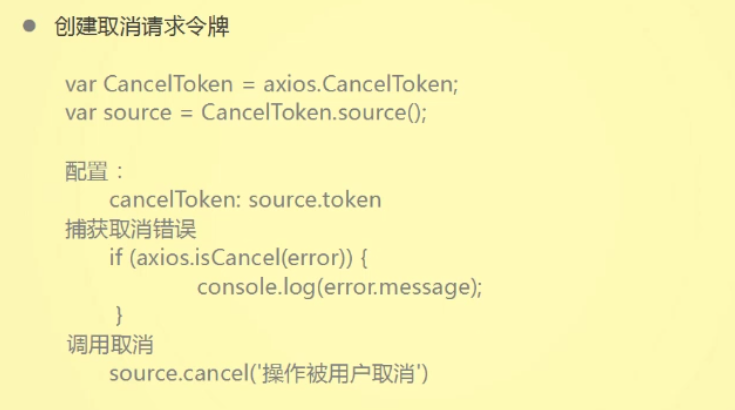 创建取消请求令牌
var CancelToken = axios.CancelToken;
var source = CancelToken.source();
配置：
cancelToken: source.token
捕获取消错误
if (axios.isCancel(error)) {
console.log(error.message);
}
调用取消
source.cancel('操作被用户取消')